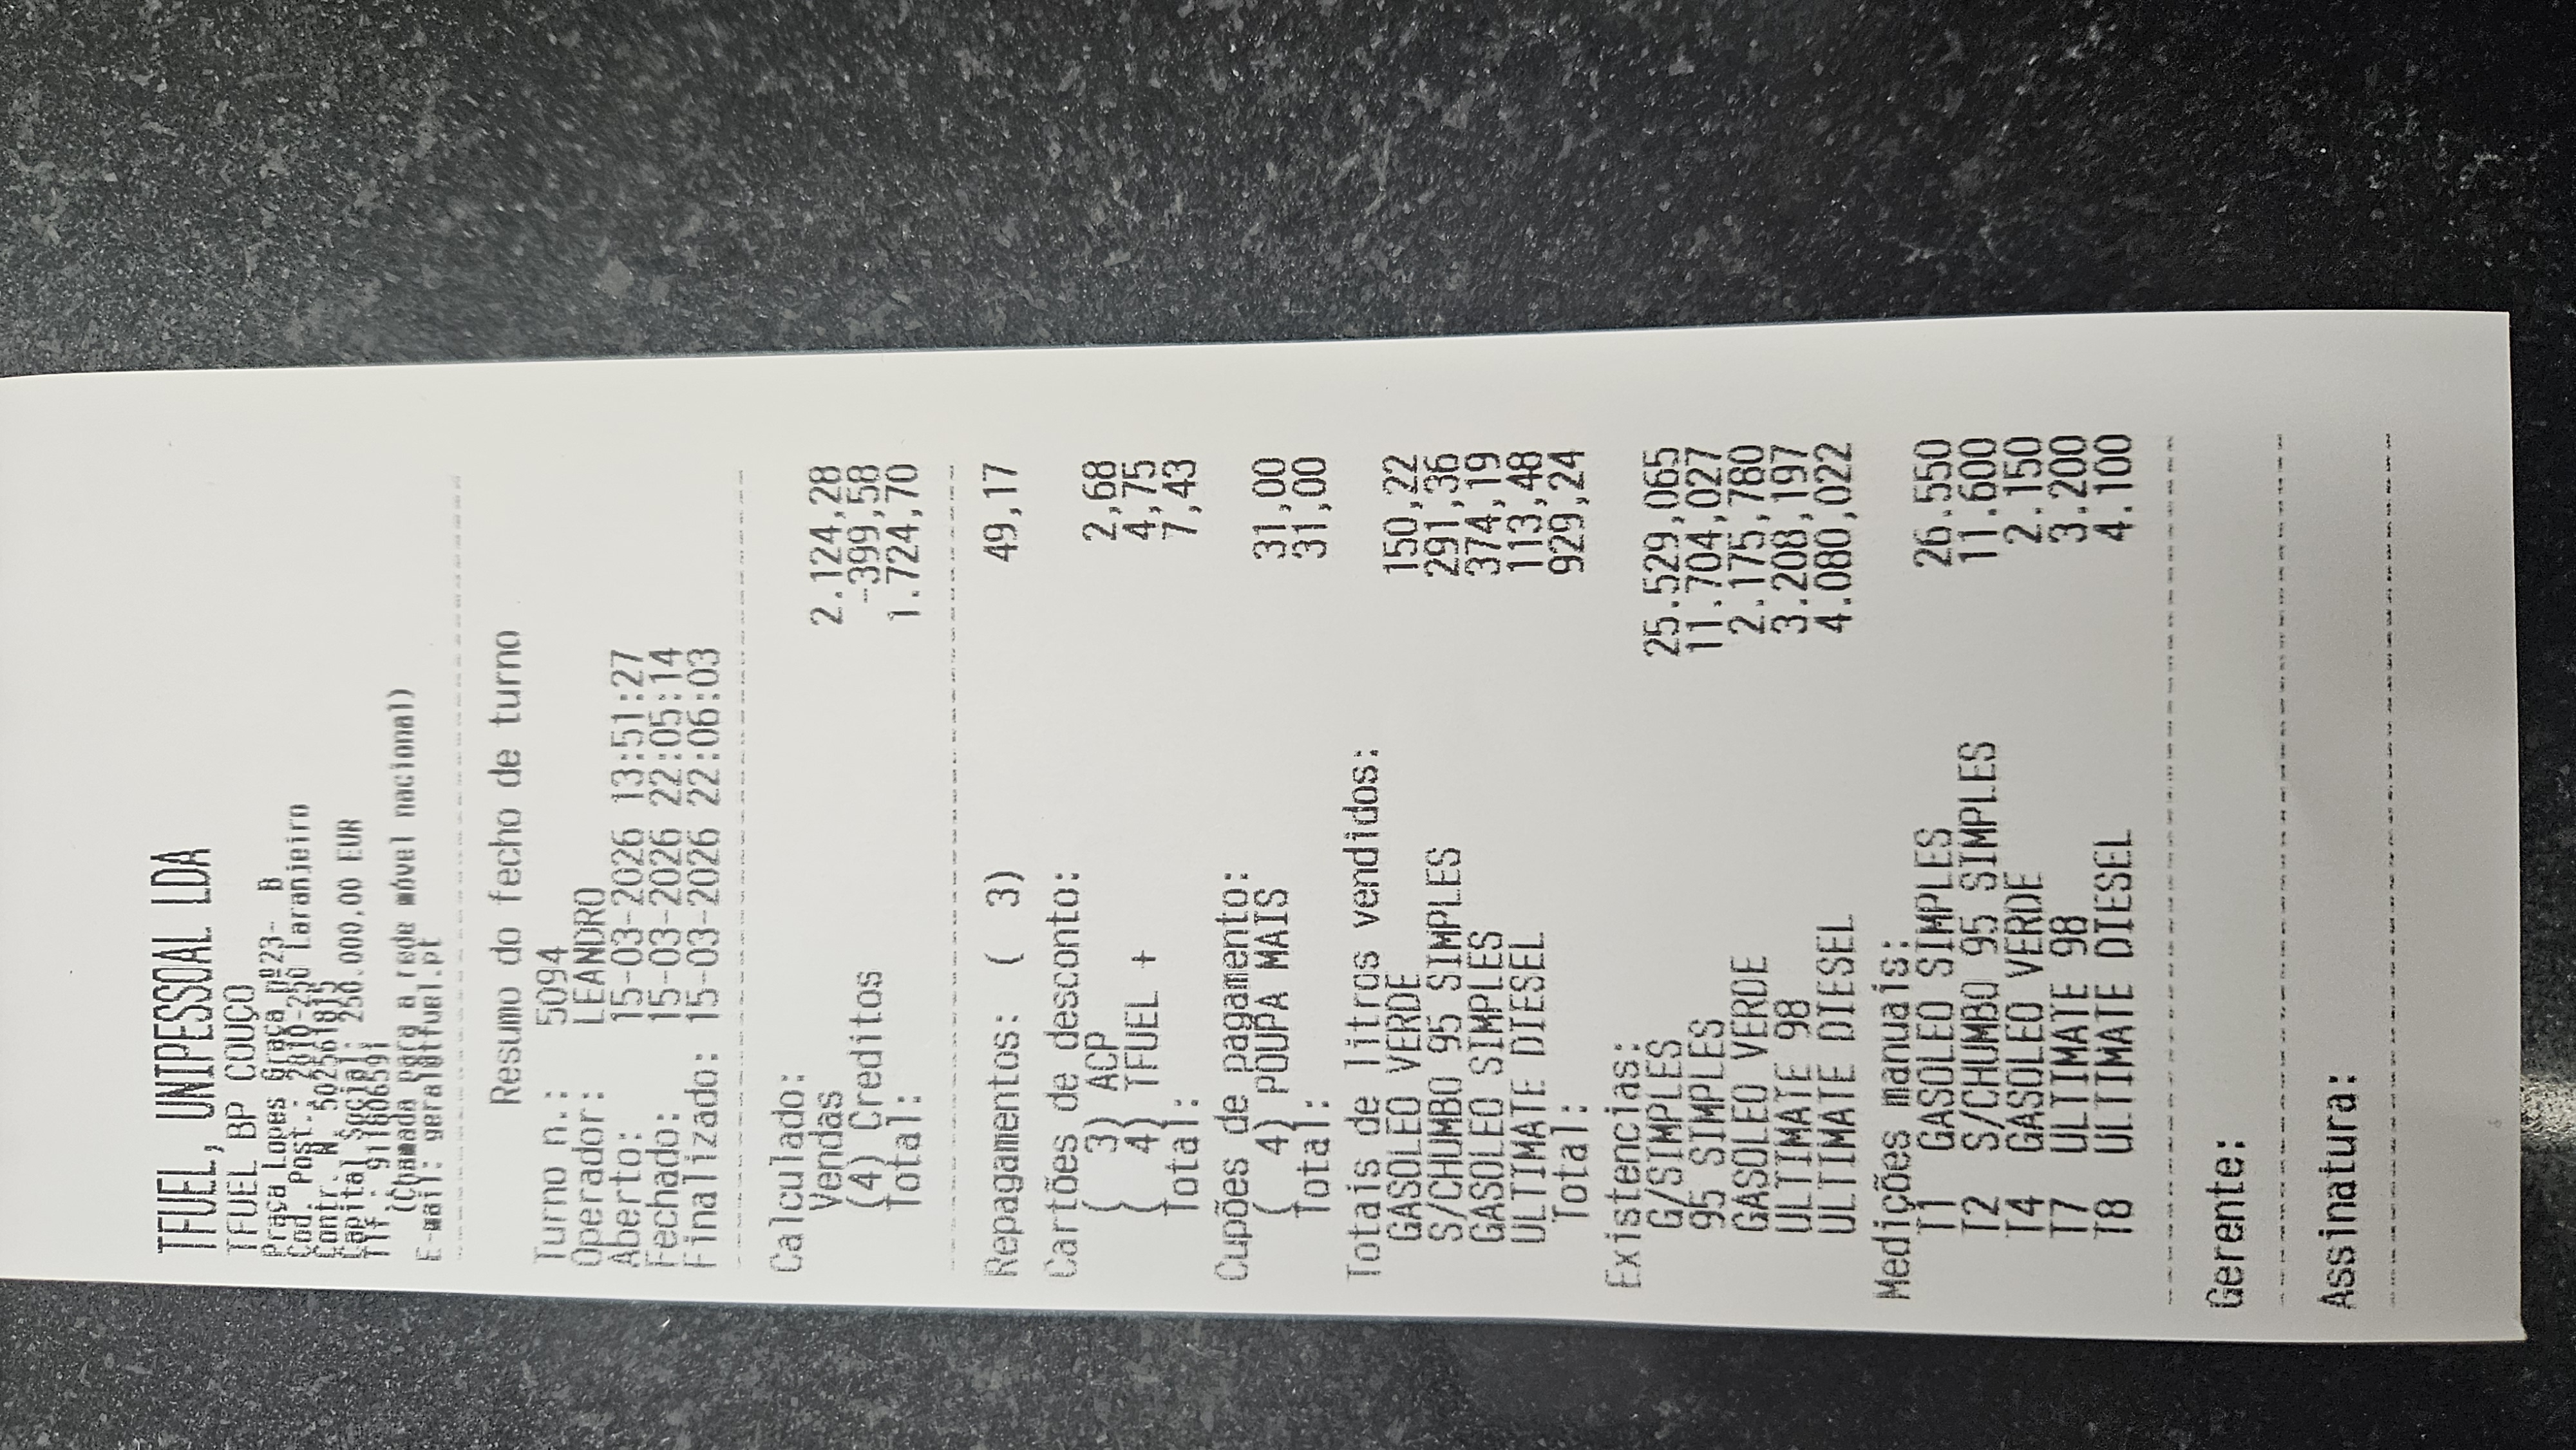 TFUEL, UNIPESSOAL LDA
TFUEL BP COUÇO
Praça Lopes Graça nº23- B
Cod. Post.: 2810-250 Laranjeiro
Contr. Nº 502561815
Capital Social: 250.000,00 EUR
Tlf: 911806591
(Chamada para a rede móvel nacional)
E-mail: geral@tfuel.pt
Resumo do fecho de turno
Turno n.: 5094
Operador: LEANDRO
Aberto: 15-03-2026 13:51:27
Fechado: 15-03-2026 22:05:14
Finalizado: 15-03-2026 22:06:03
Calculado:
Vendas 2.124,28
(4) Creditos -399,58
Total: 1.724,70
Repagamentos: ( 3) 49,17
Cartões de desconto:
( 3) ACP 2,68
( 4) TFUEL + 4,75
Total: 7,43
Cupões de pagamento:
( 4) POUPA MAIS 31,00
Total: 31,00
Totais de litros vendidos:
GASOLEO VERDE 150,22
S/CHUMBO 95 SIMPLES 291,36
GASOLEO SIMPLES 374,19
ULTIMATE DIESEL 113,48
Total: 929,24
Existencias:
G/SIMPLES 25.529,065
95 SIMPLES 11.704,027
GASOLEO VERDE 2.175,780
ULTIMATE 98 3.208,197
ULTIMATE DIESEL 4.080,022
Medições manuais:
T1 GASOLEO SIMPLES 26.550
T2 S/CHUMBO 95 SIMPLES 11.600
T4 GASOLEO VERDE 2.150
T7 ULTIMATE 98 3.200
T8 ULTIMATE DIESEL 4.100
Gerente:
Assinatura: